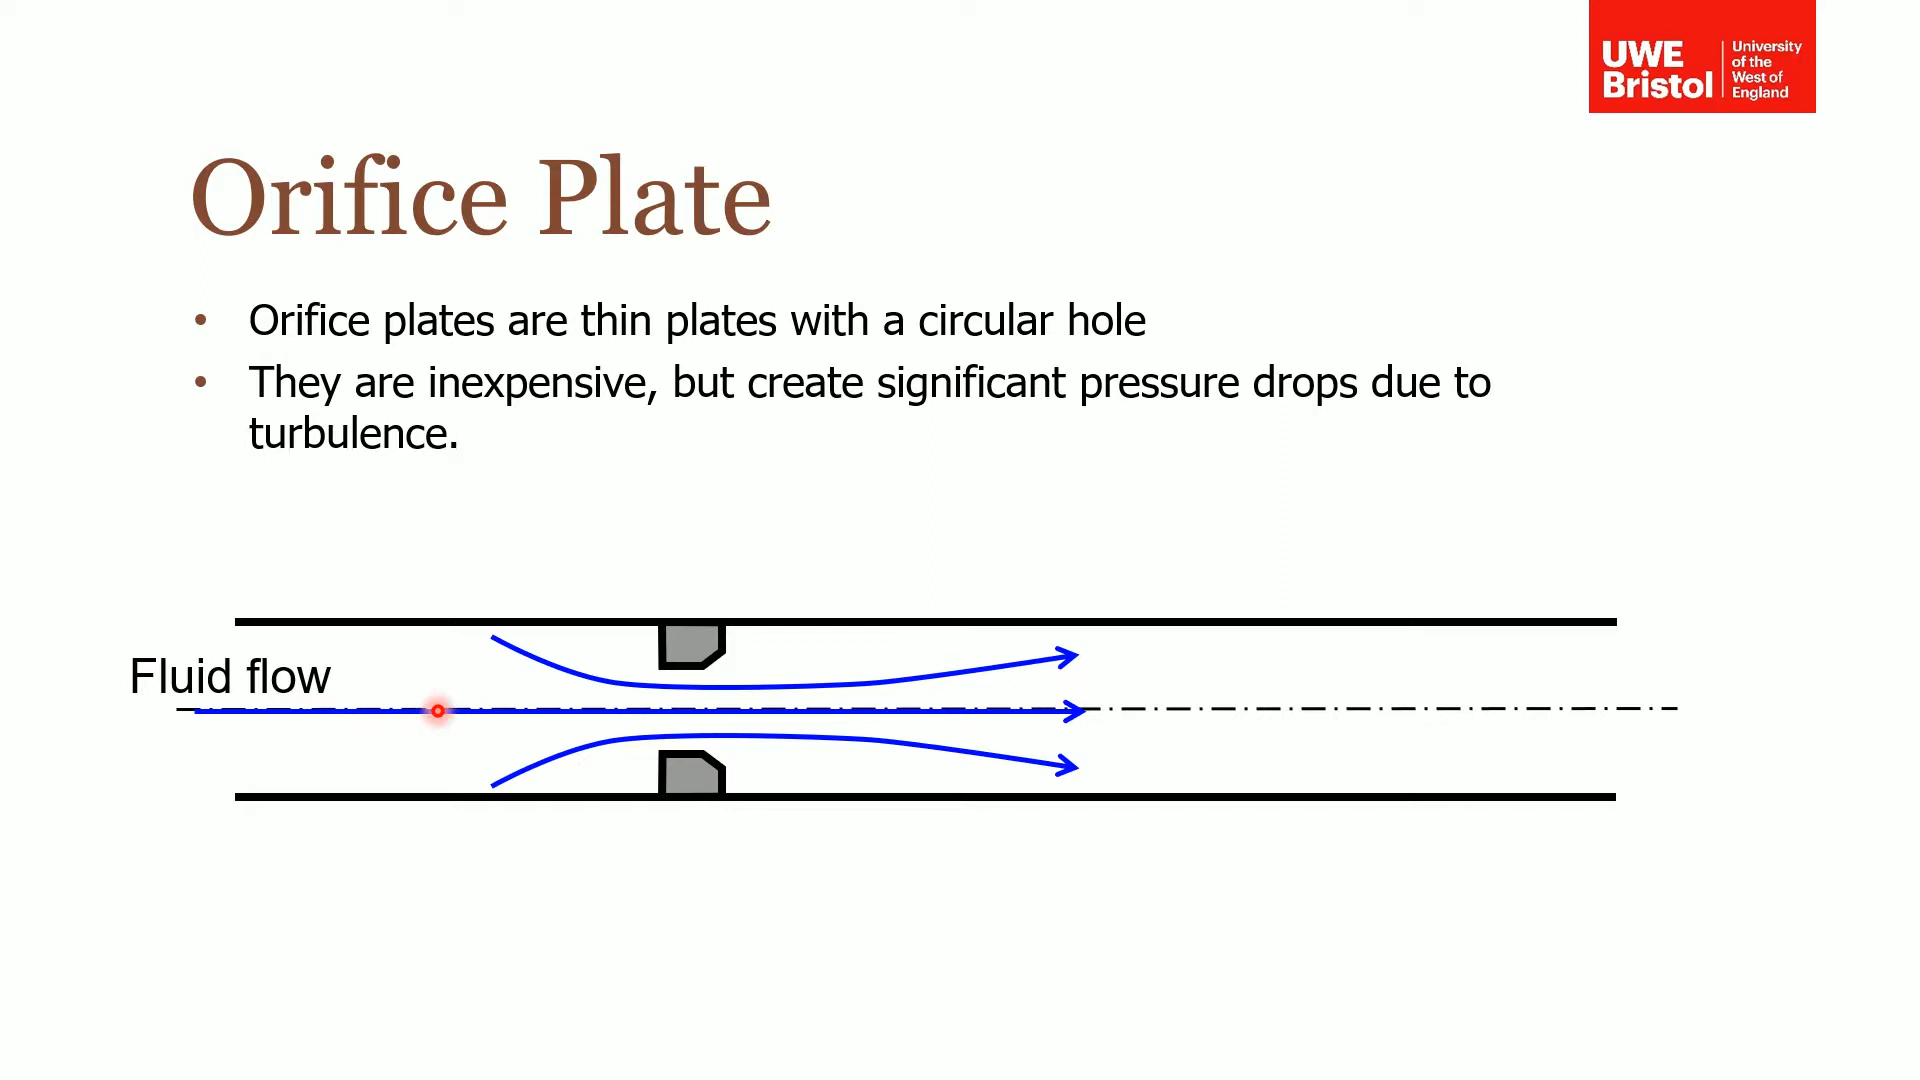 UWE
Bristol
University
of the
West of
England
Orifice Plate
• Orifice plates are thin plates with a circular hole
• They are inexpensive, but create significant pressure drops due to
turbulence.
Fluid flow